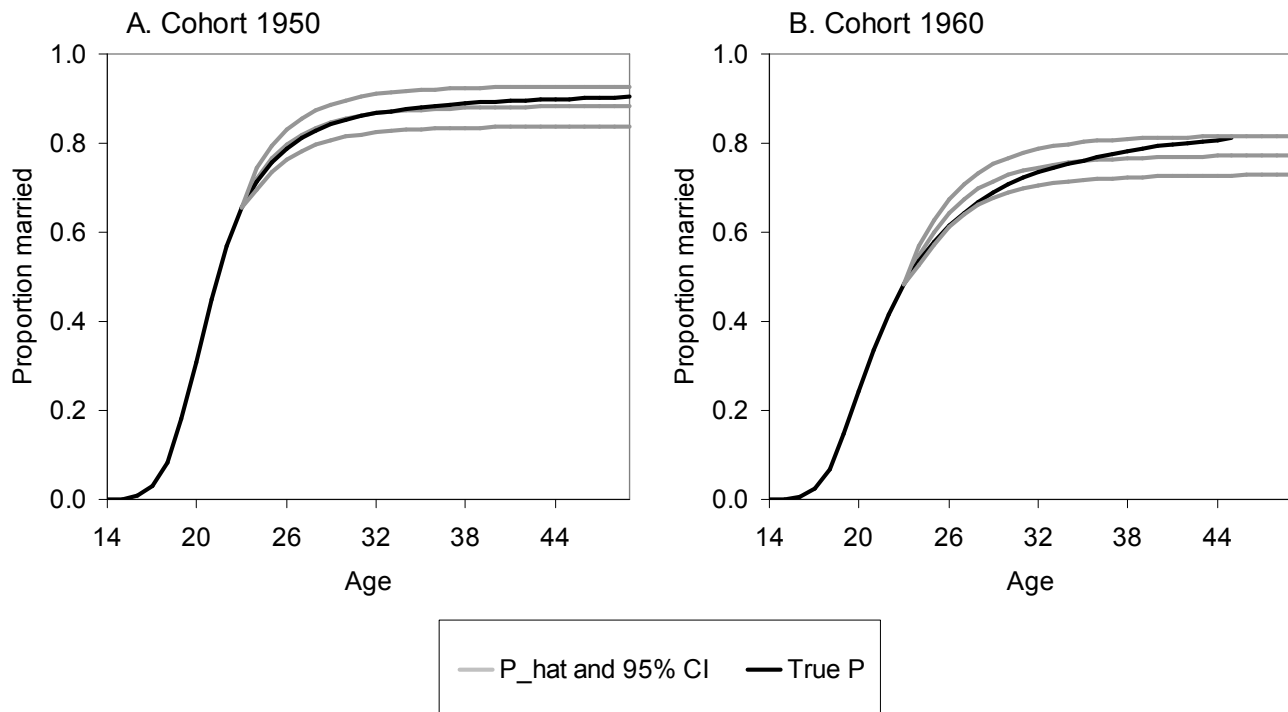 A. Cohort 1950
1.0
0.8
0.6
0.4
0.2
0.0
Proportion married
14 20 26 32 38 44
Age
B. Cohort 1960
1.0
0.8
0.6
0.4
0.2
0.0
Proportion married
14 20 26 32 38 44
Age
P_hat and 95% CI True P